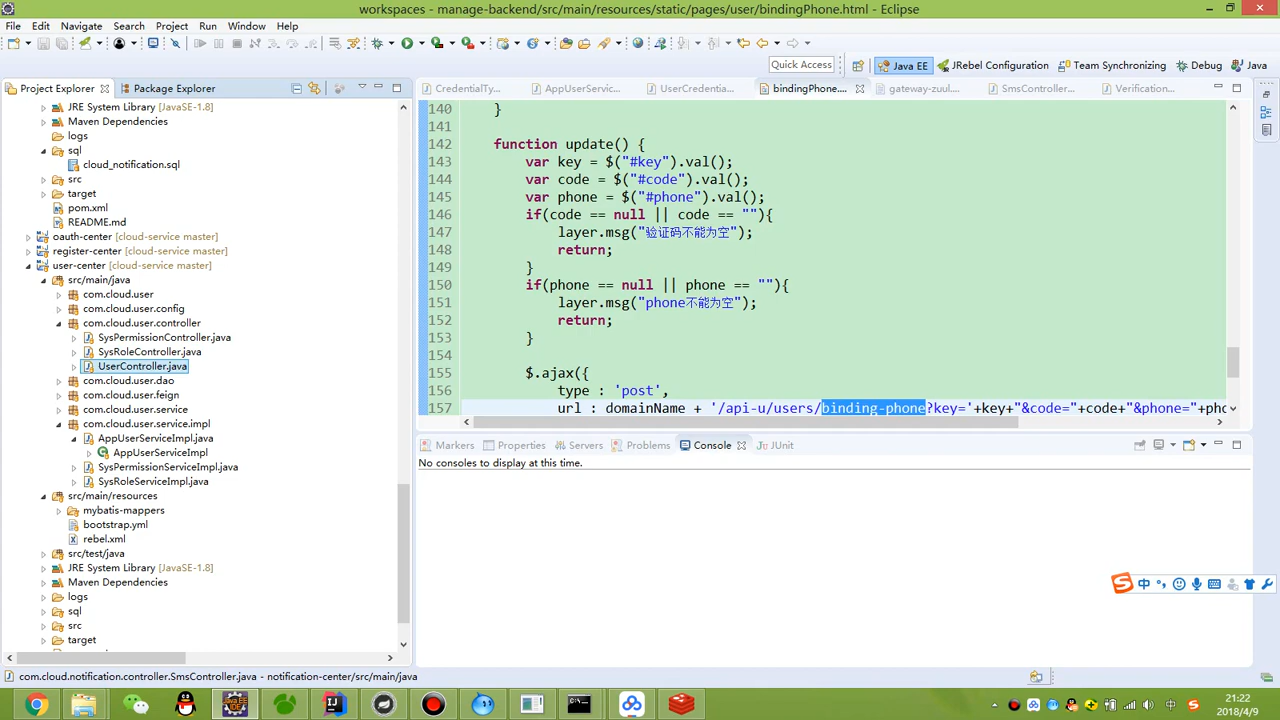 workspaces - manage-backend/src/main/resources/static/pages/user/bindingPhone.html - Eclipse
File Edit Navigate Search Project Run Window Help
Quick Access
Java EE
JRebel Configuration
Team Synchronizing
Debug
Java
Project Explorer
Package Explorer
CredentialTy...
AppUserServic...
UserCredentia...
bindingPhone....
gateway-zuul....
SmsController...
Verification...
JRE System Library [JavaSE-1.8]
Maven Dependencies
logs
sql
cloud_notification.sql
src
target
pom.xml
README.md
oauth-center [cloud-service master]
register-center [cloud-service master]
user-center [cloud-service master]
src/main/java
com.cloud.user
com.cloud.user.config
com.cloud.user.controller
SysPermissionController.java
SysRoleController.java
UserController.java
com.cloud.user.dao
com.cloud.user.feign
com.cloud.user.service
com.cloud.user.service.impl
AppUserServiceImpl.java
AppUserServiceImpl
SysPermissionServiceImpl.java
SysRoleServiceImpl.java
src/main/resources
mybatis-mappers
bootstrap.yml
rebel.xml
src/test/java
JRE System Library [JavaSE-1.8]
Maven Dependencies
logs
sql
src
target
140 }
141
142 function update() {
143 var key = $("#key").val();
144 var code = $("#code").val();
145 var phone = $("#phone").val();
146 if(code == null || code == ""){
147 layer.msg("验证码不能为空");
148 return;
149 }
150 if(phone == null || phone == ""){
151 layer.msg("phone不能为空");
152 return;
153 }
154
155 $.ajax({
156 type : 'post',
157 url : domainName + '/api-u/users/binding-phone?key='+key+"&code="+code+"&phone="+pho
Markers
Properties
Servers
Problems
Console
JUnit
No consoles to display at this time.
中
com.cloud.notification.controller.SmsController.java - notification-center/src/main/java
中
21:22
2018/4/9